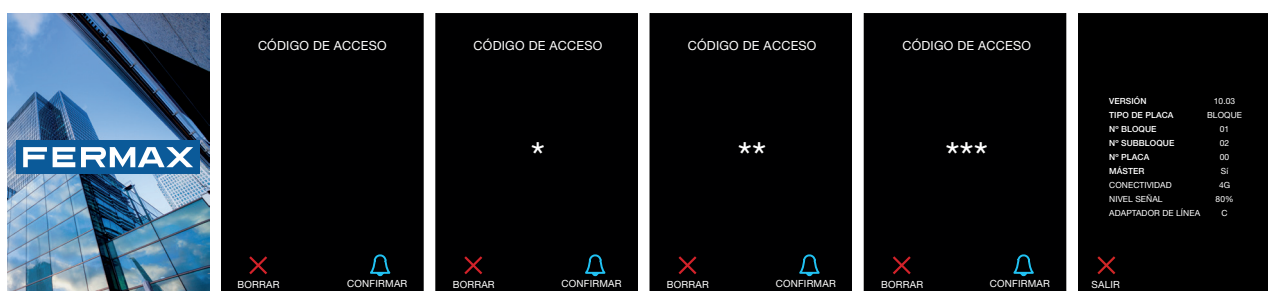 FERMAX
CÓDIGO DE ACCESO
BORRAR
CONFIRMAR
CÓDIGO DE ACCESO
*
BORRAR
CONFIRMAR
CÓDIGO DE ACCESO
**
BORRAR
CONFIRMAR
CÓDIGO DE ACCESO
***
BORRAR
CONFIRMAR
VERSIÓN 10.03
TIPO DE PLACA BLOQUE
Nº BLOQUE 01
Nº SUBBLOQUE 02
Nº PLACA 00
MÁSTER Sí
CONECTIVIDAD 4G
NIVEL SEÑAL 80%
ADAPTADOR DE LÍNEA C
SALIR